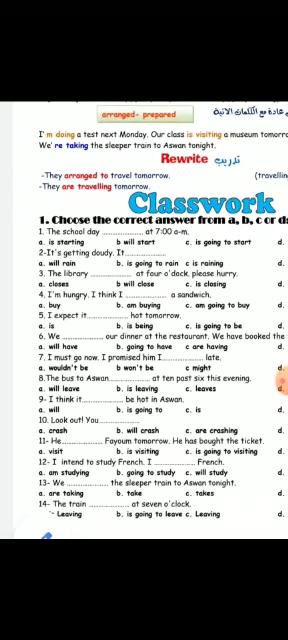 عادة مع الكلمات الآتية
arranged- prepared
I'm doing a test next Monday. Our class is visiting a museum tomorr
We're taking the sleeper train to Aswan tonight.
Rewrite تدريب
-They arranged to travel tomorrow. (travellin
-They are travelling tomorrow.
Classwork
1. Choose the correct answer from a, b, c or d:
1. The school day .................. at 7:00 a-m.
a. is starting b will start c. is going to start d.
2-It's getting doudy. It..................
a. will rain b. is going to rain c is raining d.
3. The library .................. at four o'dock. please hurry.
a. closes b will close c. is closing d.
4. I'm hungry. I think I .................. a sandwich.
a. buy b. am buying c. am going to buy d.
5. I expect it.................. hot tomorrow.
a. is b. is being c. is going to be d.
6. We .................. our dinner at the restaurant. We have booked the
a. will have b. going to have c are having d.
7. I must go now. I promised him I.................. late.
a. wouldn't be b won't be c might d.
8.The bus to Aswan.................. at ten past six this evening.
a. will leave b. is leaving c. leaves d.
9- I think it.................. be hot in Aswan.
a. will b. is going to c. is d.
10. Look out! You..................
a. crash b. will crash c. are crashing d.
11- He.................. Fayoum tomorrow. He has bought the ticket.
a. visit b. is visiting c. is going to visiting d.
12- I intend to study French. I .................. French.
a. am studying b. going to study c. will study d.
13- We .................. the sleeper train to Aswan tonight.
a. are taking b. take c. takes d.
14- The train .................. at seven o'clock.
Leaving b. is going to leave c. Leaving d.